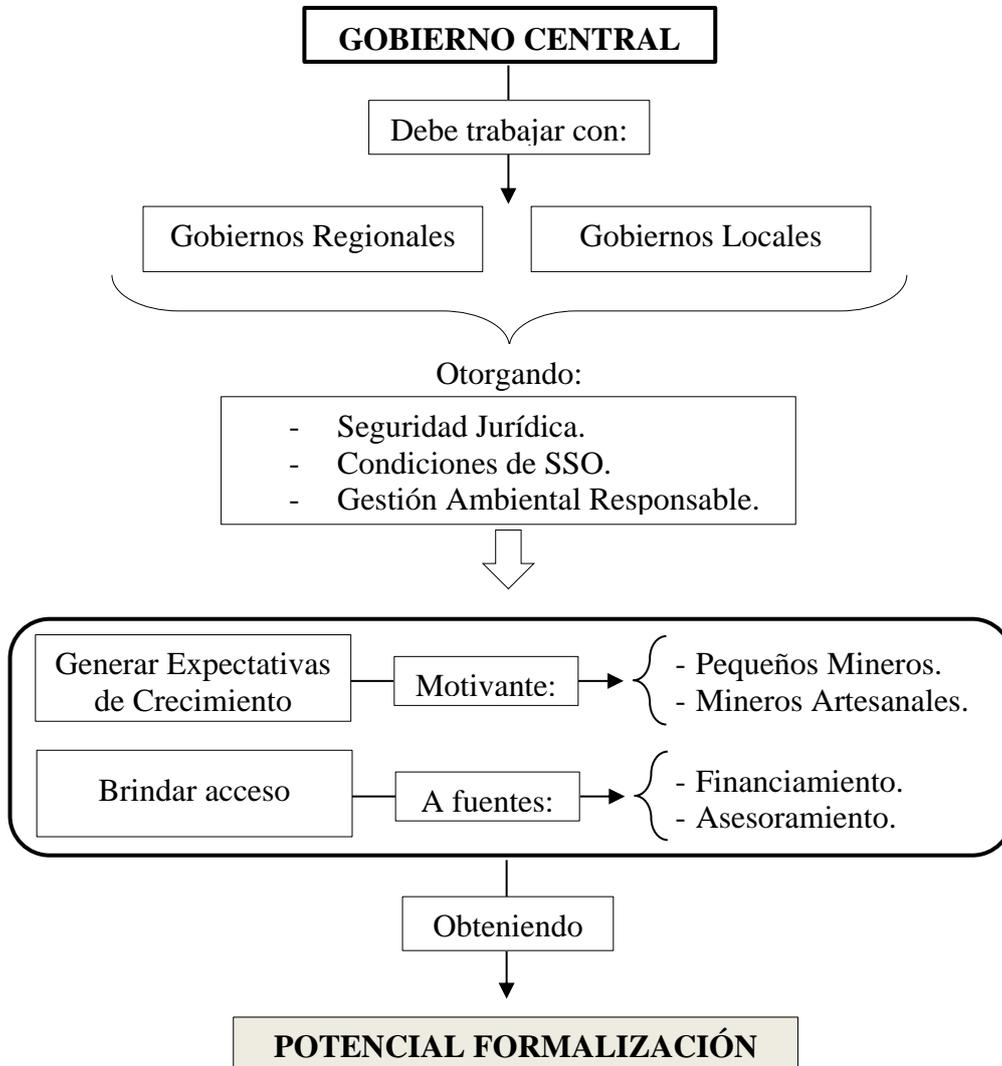 GOBIERNO CENTRAL
Debe trabajar con:
Gobiernos Regionales
Gobiernos Locales
Otorgando:
- Seguridad Jurídica.
- Condiciones de SSO.
- Gestión Ambiental Responsable.
Generar Expectativas
de Crecimiento
Motivante:
- Pequeños Mineros.
- Mineros Artesanales.
Brindar acceso
A fuentes:
- Financiamiento.
- Asesoramiento.
Obteniendo
POTENCIAL FORMALIZACIÓN